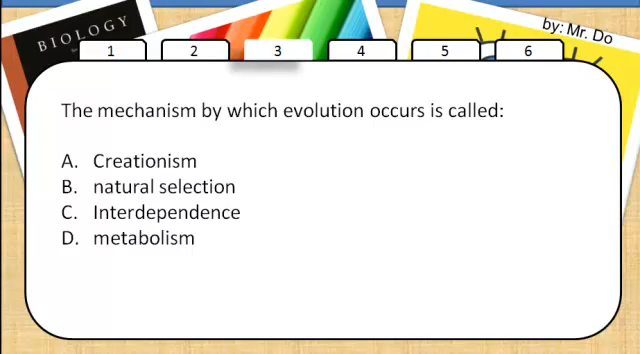 BIOLOGY
by: Mr. Do
1 2 3 4 5 6
The mechanism by which evolution occurs is called:
A. Creationism
B. natural selection
C. Interdependence
D. metabolism